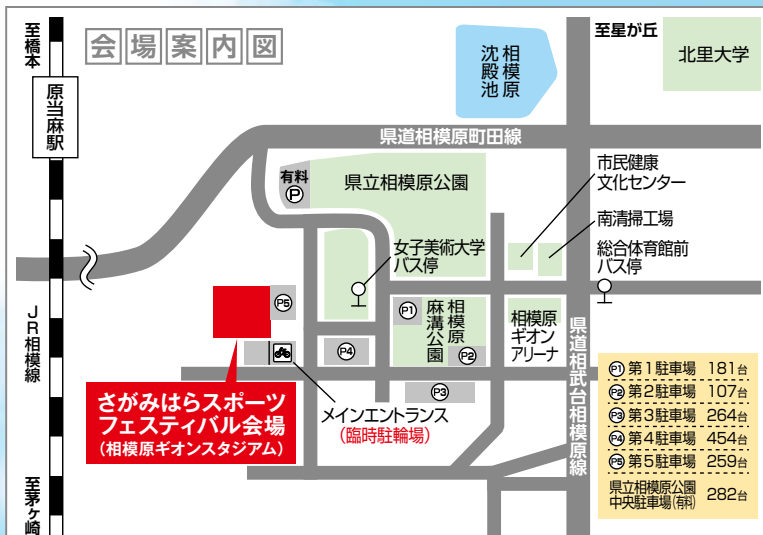 至橋本
原当麻駅
JR相模線
至茅ヶ崎
会場案内図
相模原
沈殿池
至星が丘
北里大学
県道相模原町田線
有料
P
県立相模原公園
市民健康
文化センター
南清掃工場
総合体育館前
バス停
女子美術大学
バス停
P5
P1
相模原
麻溝公園
P2
相模原
ギオン
アリーナ
県道相武台相模原線
P4
P3
さがみはらスポーツ
フェスティバル会場
(相模原ギオンスタジアム)
メインエントランス
(臨時駐輪場)
P1 第1駐車場 181台
P2 第2駐車場 107台
P3 第3駐車場 264台
P4 第4駐車場 454台
P5 第5駐車場 259台
県立相模原公園
中央駐車場(有料) 282台